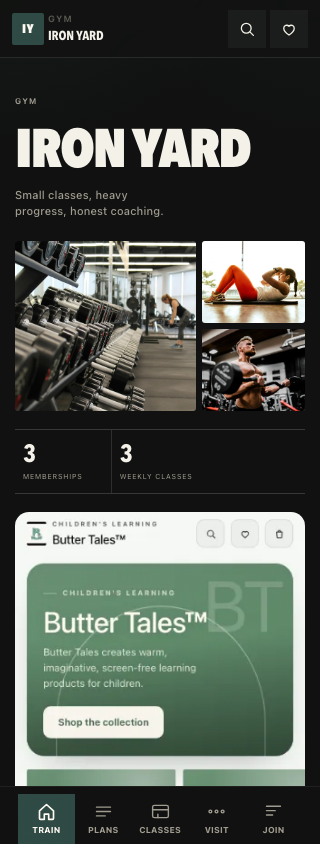 IY
GYM
IRON YARD
GYM
IRON YARD
Small classes, heavy
progress, honest coaching.
3
MEMBERSHIPS
3
WEEKLY CLASSES
B
CHILDREN'S LEARNING
Butter Tales™
BT
CHILDREN'S LEARNING
Butter Tales™
Butter Tales creates warm,
imaginative, screen-free learning
products for children.
Shop the collection
TRAIN
PLANS
CLASSES
VISIT
JOIN